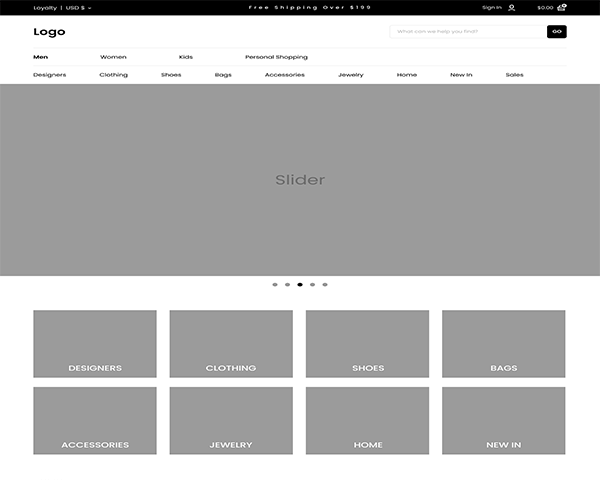 Loyalty | USD $ Free Shipping Over $199 Sign In $0.00
Logo What can we help you find? GO
Men Women Kids Personal Shopping
Designers Clothing Shoes Bags Accessories Jewelry Home New In Sales
Slider
DESIGNERS CLOTHING SHOES BAGS
ACCESSORIES JEWELRY HOME NEW IN